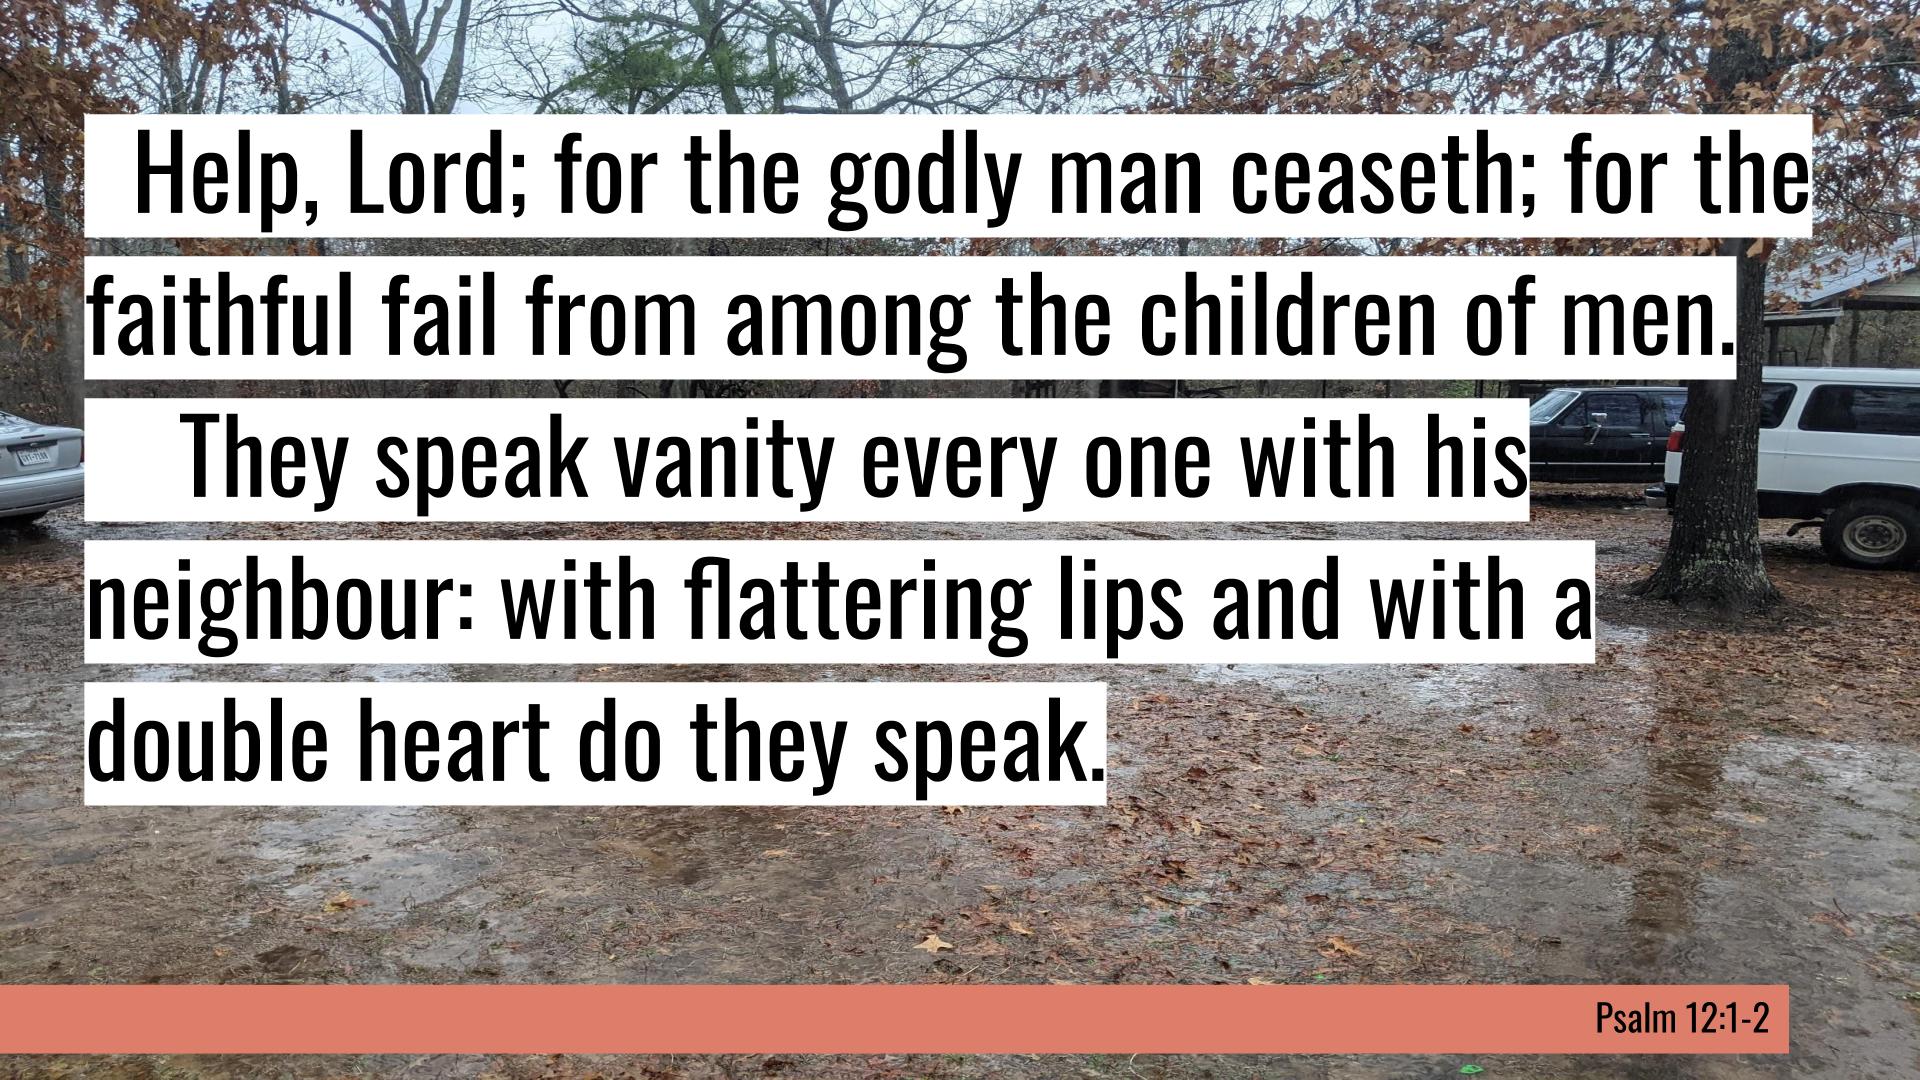 Help, Lord; for the godly man ceaseth; for the
faithful fail from among the children of men.
They speak vanity every one with his
neighbour: with flattering lips and with a
double heart do they speak.
Psalm 12:1-2